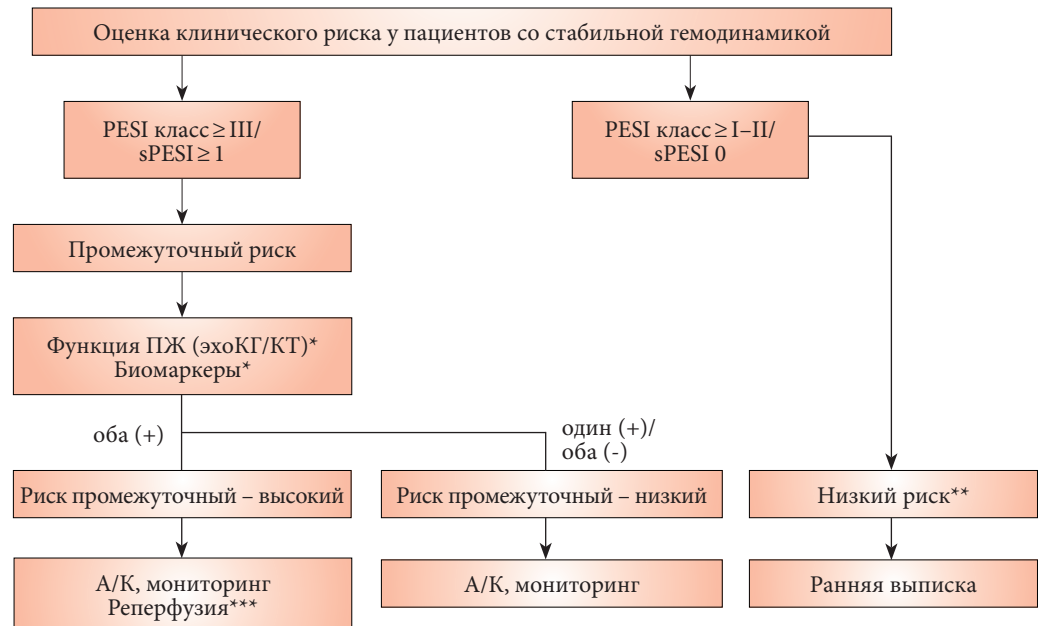 Оценка клинического риска у пациентов со стабильной гемодинамикой
PESI класс ≥ III/
sPESI ≥ 1
PESI класс ≥ I–II/
sPESI 0
Промежуточный риск
Функция ПЖ (эхоКГ/КТ)*
Биомаркеры*
оба (+)
один (+)/
оба (-)
Риск промежуточный – высокий
Риск промежуточный – низкий
Низкий риск**
А/К, мониторинг
Реперфузия***
А/К, мониторинг
Ранняя выписка